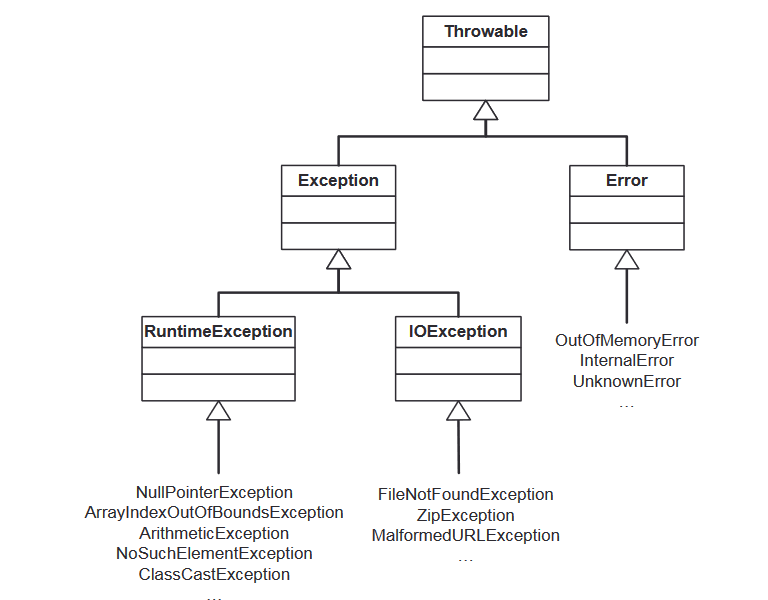 Throwable
Exception
Error
RuntimeException
IOException
OutOfMemoryError
InternalError
UnknownError
...
NullPointerException
ArrayIndexOutOfBoundsException
ArithmeticException
NoSuchElementException
ClassCastException
...
FileNotFoundException
ZipException
MalformedURLException
...